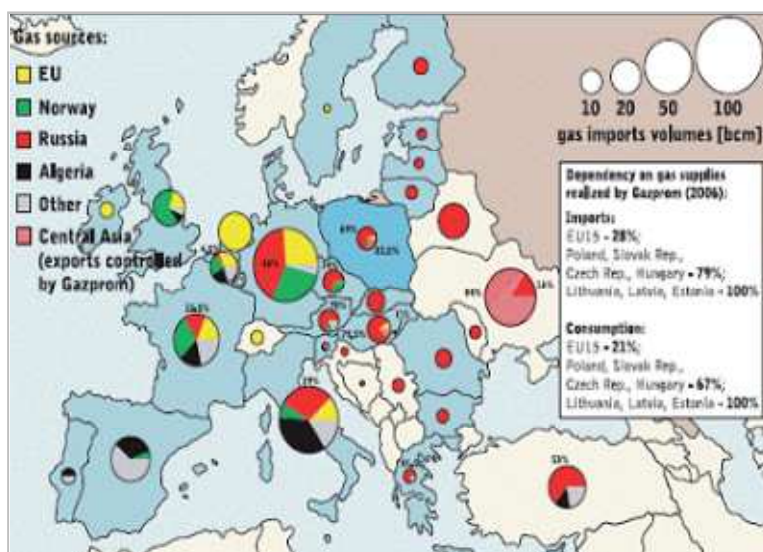 Gas sources:
EU
Norway
Russia
Algeria
Other
Central Asia
(exports controlled
by Gazprom)
10 20 50 100
gas imports volumes [bcm]
Dependency on gas supplies
realized by Gazprom (2006):
Imports:
EU15 - 28%;
Poland, Slovak Rep.,
Czech Rep., Hungary - 79%;
Lithuania, Latvia, Estonia - 100%
Consumption:
EU15 - 21%;
Poland, Slovak Rep.,
Czech Rep., Hungary - 67%;
Lithuania, Latvia, Estonia - 100%